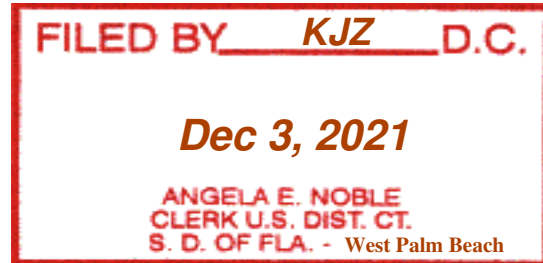 FILED BY KJZ D.C.
Dec 3, 2021
ANGELA E. NOBLE
CLERK U.S. DIST. CT.
S. D. OF FLA. - West Palm Beach